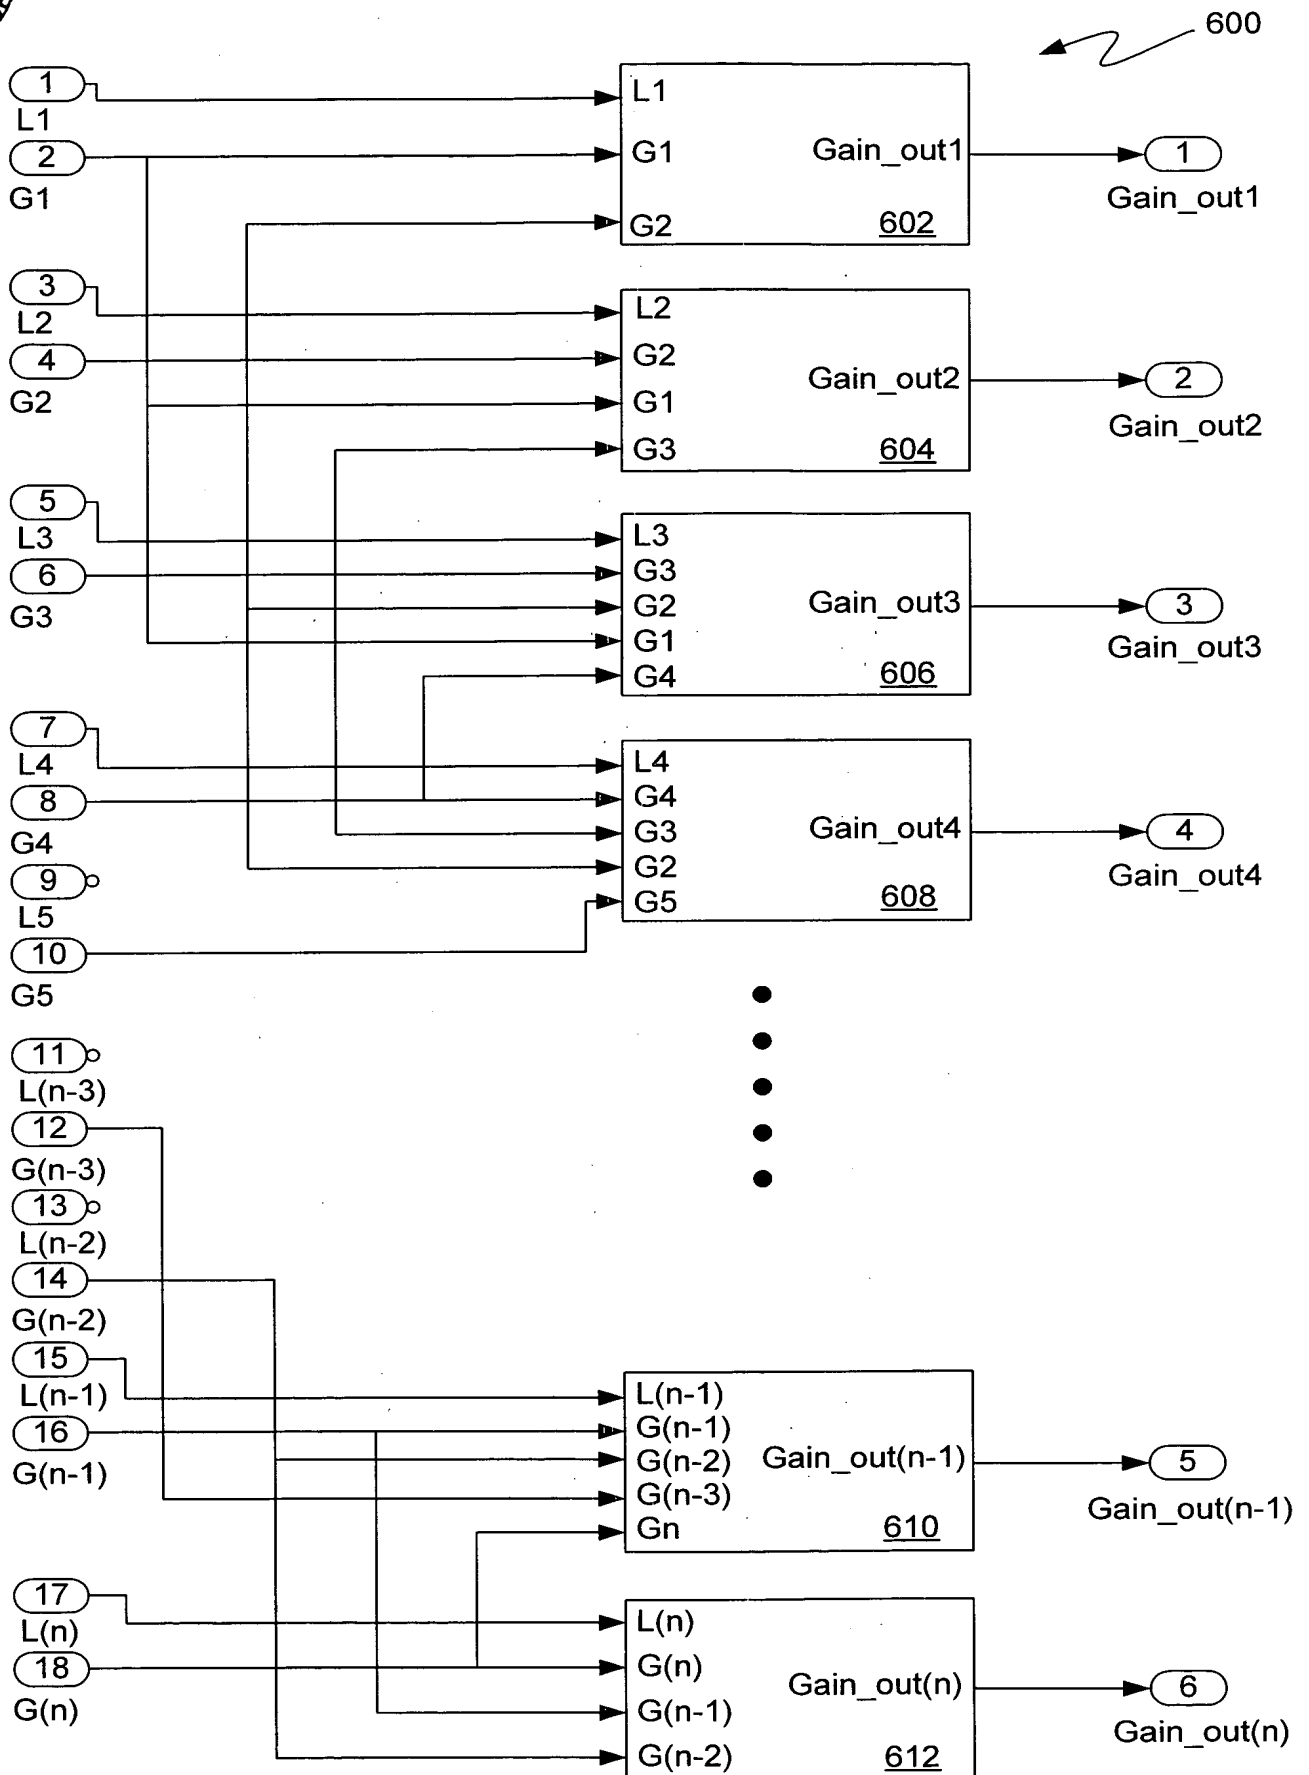 600
1
L1
2
G1
L1
G1
G2
Gain_out1
602
1
Gain_out1
3
L2
4
G2
L2
G2
G1
G3
Gain_out2
604
2
Gain_out2
5
L3
6
G3
L3
G3
G2
G1
G4
Gain_out3
606
3
Gain_out3
7
L4
8
G4
9
L5
10
G5
L4
G4
G3
G2
G5
Gain_out4
608
4
Gain_out4
11
L(n-3)
12
G(n-3)
13
L(n-2)
14
G(n-2)
15
L(n-1)
16
G(n-1)
L(n-1)
G(n-1)
G(n-2)
G(n-3)
Gn
Gain_out(n-1)
610
5
Gain_out(n-1)
17
L(n)
18
G(n)
L(n)
G(n)
G(n-1)
G(n-2)
Gain_out(n)
612
6
Gain_out(n)